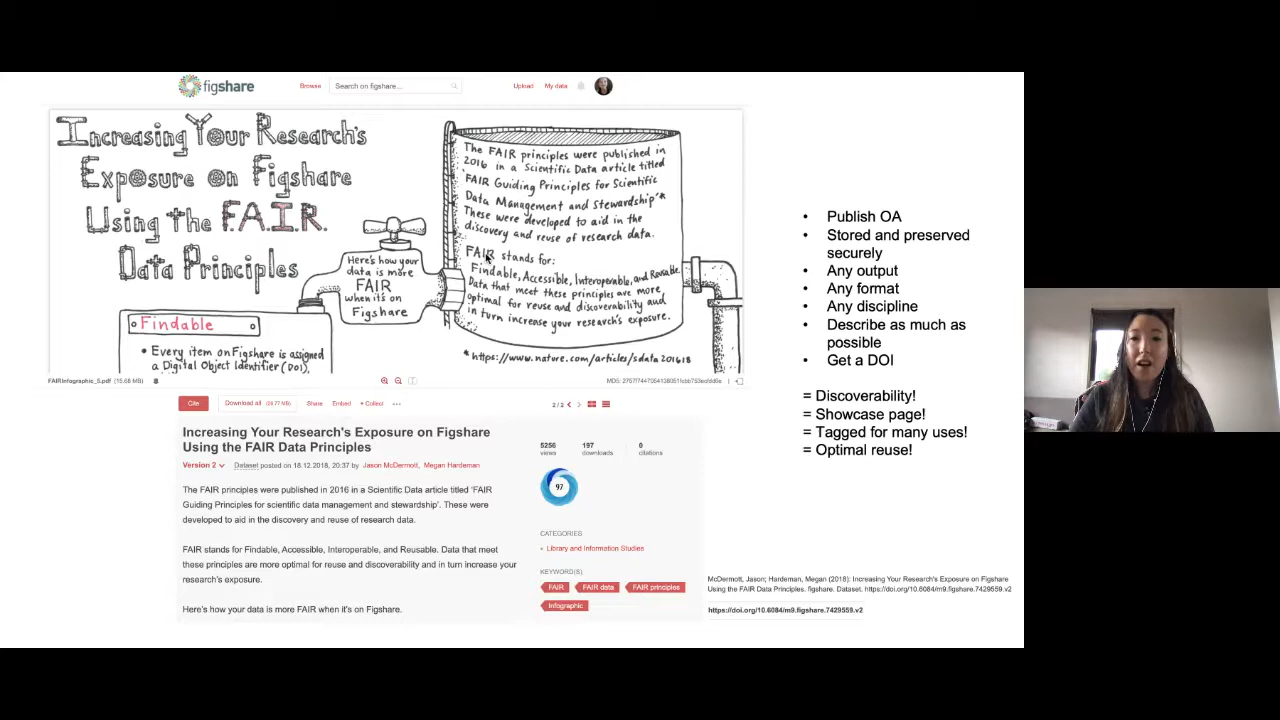 figshare
Browse
Search on figshare...
Upload
My data
Increasing Your Research's
Exposure on Figshare
Using the F.A.I.R.
Data Principles
Here's how your
data is more
FAIR
when it's on
Figshare
The FAIR principles were published in
2016 in a Scientific Data article titled
'FAIR Guiding Principles for Scientific
Data Management and Stewardship'*
These were developed to aid in the
discovery and reuse of research data.
FAIR stands for:
Findable, Accessible, Interoperable, and Reusable.
Data that meet these principles are more
optimal for reuse and discoverability and
in turn increase your research's exposure.
*https://www.nature.com/articles/sdata201618
Findable
• Every item on Figshare is assigned
a Digital Object Identifier (DOI),
FAIRInfographic_5.pdf (15.68 MB)
Cite
Download all (28.77 MB)
Share
Embed
+ Collect
•••
2 / 2
Increasing Your Research's Exposure on Figshare
Using the FAIR Data Principles
Version 2
Dataset posted on 18.12.2018, 20:37 by Jason McDermott, Megan Hardeman
The FAIR principles were published in 2016 in a Scientific Data article titled 'FAIR
Guiding Principles for scientific data management and stewardship'. These were
developed to aid in the discovery and reuse of research data.
FAIR stands for Findable, Accessible, Interoperable, and Reusable. Data that meet
these principles are more optimal for reuse and discoverability and in turn increase your
research's exposure.
Here's how your data is more FAIR when it's on Figshare.
5256 197 0
views downloads citations
97
CATEGORIES
Library and Information Studies
KEYWORD(S)
FAIR
FAIR data
FAIR principles
Infographic
• Publish OA
• Stored and preserved
securely
• Any output
• Any format
• Any discipline
• Describe as much as
possible
• Get a DOI
= Discoverability!
= Showcase page!
= Tagged for many uses!
= Optimal reuse!
McDermott, Jason; Hardeman, Megan (2018): Increasing Your Research's Exposure on Figshare
Using the FAIR Data Principles. figshare. Dataset. https://doi.org/10.6084/m9.figshare.7429559.v2
https://doi.org/10.6084/m9.figshare.7429559.v2